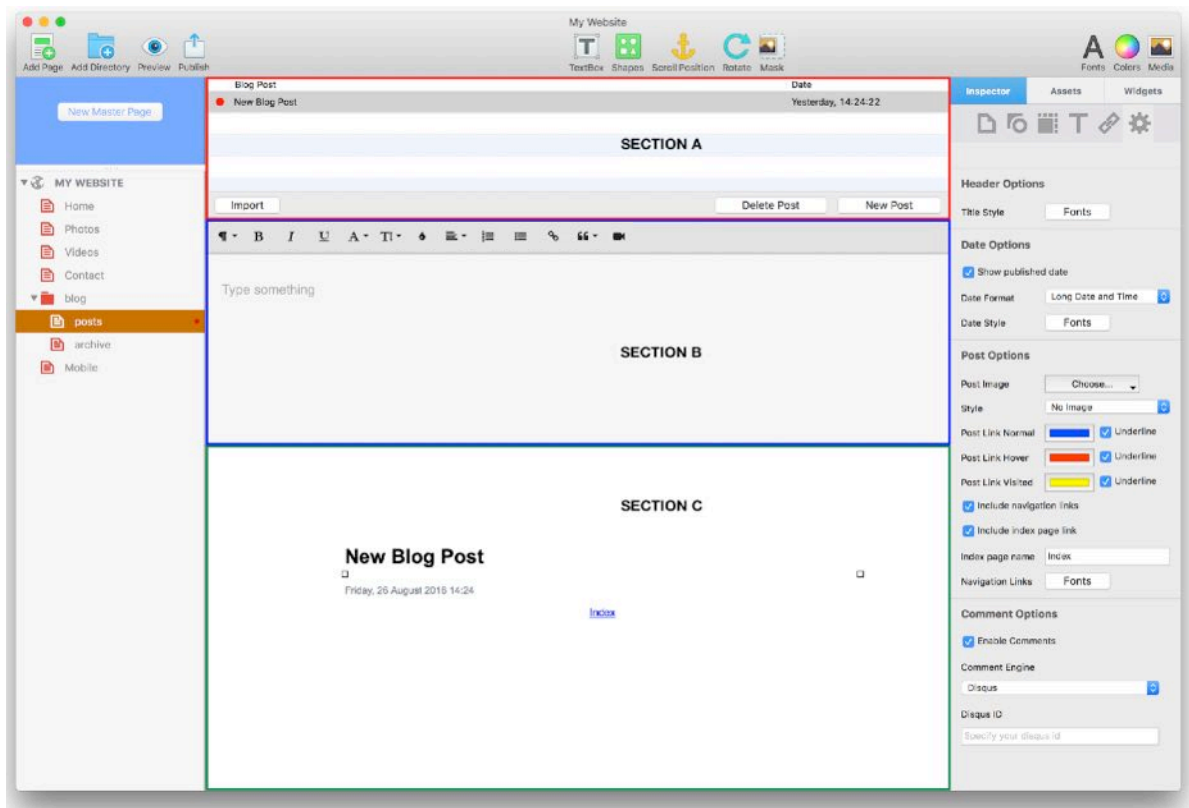 My Website
Add Page Add Directory Preview Publish
TextBox Shapes Scroll Position Rotate Mask
Fonts Colors Media
New Master Page
MY WEBSITE
Home
Photos
Videos
Contact
blog
posts
archive
Mobile
Blog Post Date
New Blog Post Yesterday, 14:24:22
SECTION A
Import Delete Post New Post
¶ B I U A TI “
Type something
SECTION B
SECTION C
New Blog Post
Friday, 26 August 2016 14:24
Index
Inspector Assets Widgets
Header Options
Title Style Fonts
Date Options
Show published date
Date Format Long Date and Time
Date Style Fonts
Post Options
Post Image Choose...
Style No Image
Post Link Normal Underline
Post Link Hover Underline
Post Link Visited Underline
Include navigation links
Include index page link
Index page name Index
Navigation Links Fonts
Comment Options
Enable Comments
Comment Engine
Disqus
Disqus ID
Specify your disqus id